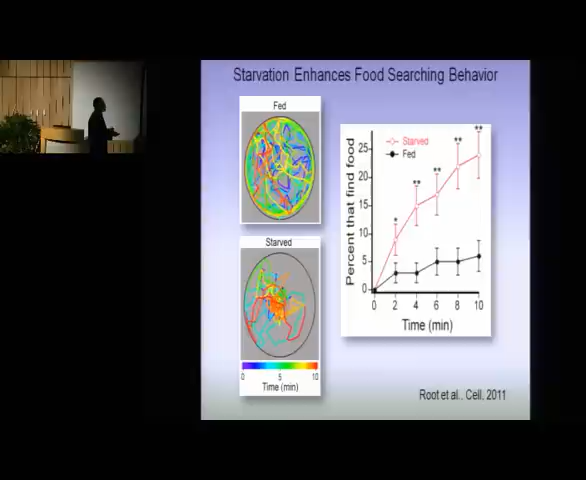 Starvation Enhances Food Searching Behavior
Fed
Starved
0 5 10
Time (min)
Percent that find food
25
20
15
10
5
0
Starved
Fed
* ** ** ** **
0 2 4 6 8 10
Time (min)
Root et al., Cell, 2011